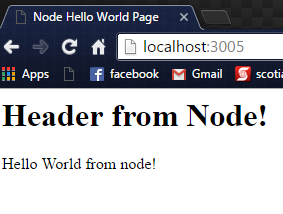 Node Hello World Page
localhost:3005
Apps facebook Gmail scotia
Header from Node!
Hello World from node!